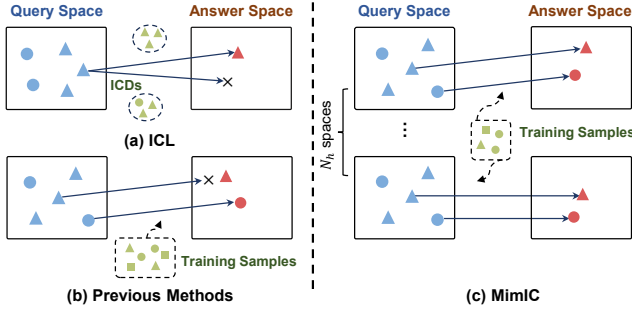 Query Space
Answer Space
ICDs
(a) ICL
Training Samples
(b) Previous Methods
Query Space
Answer Space
N_h spaces
...
Training Samples
(c) MimIC